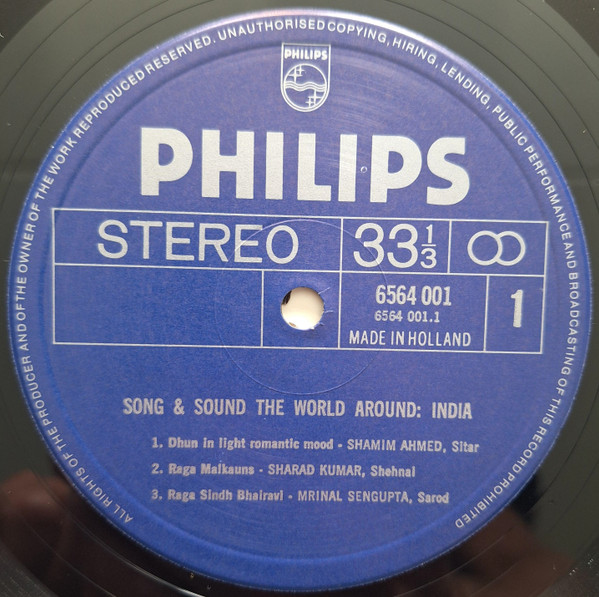 ALL RIGHTS OF THE PRODUCER AND OF THE OWNER OF THE WORK REPRODUCED RESERVED. UNAUTHORISED COPYING, HIRING, LENDING, PUBLIC PERFORMANCE AND BROADCASTING OF THIS RECORD PROHIBITED
PHILIPS
PHILIPS
STEREO 33 1/3
6564 001 1
6564 001.1
MADE IN HOLLAND
SONG & SOUND THE WORLD AROUND: INDIA
1. Dhun in light romantic mood - SHAMIM AHMED, Sitar
2. Raga Malkauns - SHARAD KUMAR, Shehnai
3. Raga Sindh Bhairavi - MRINAL SENGUPTA, Sarod